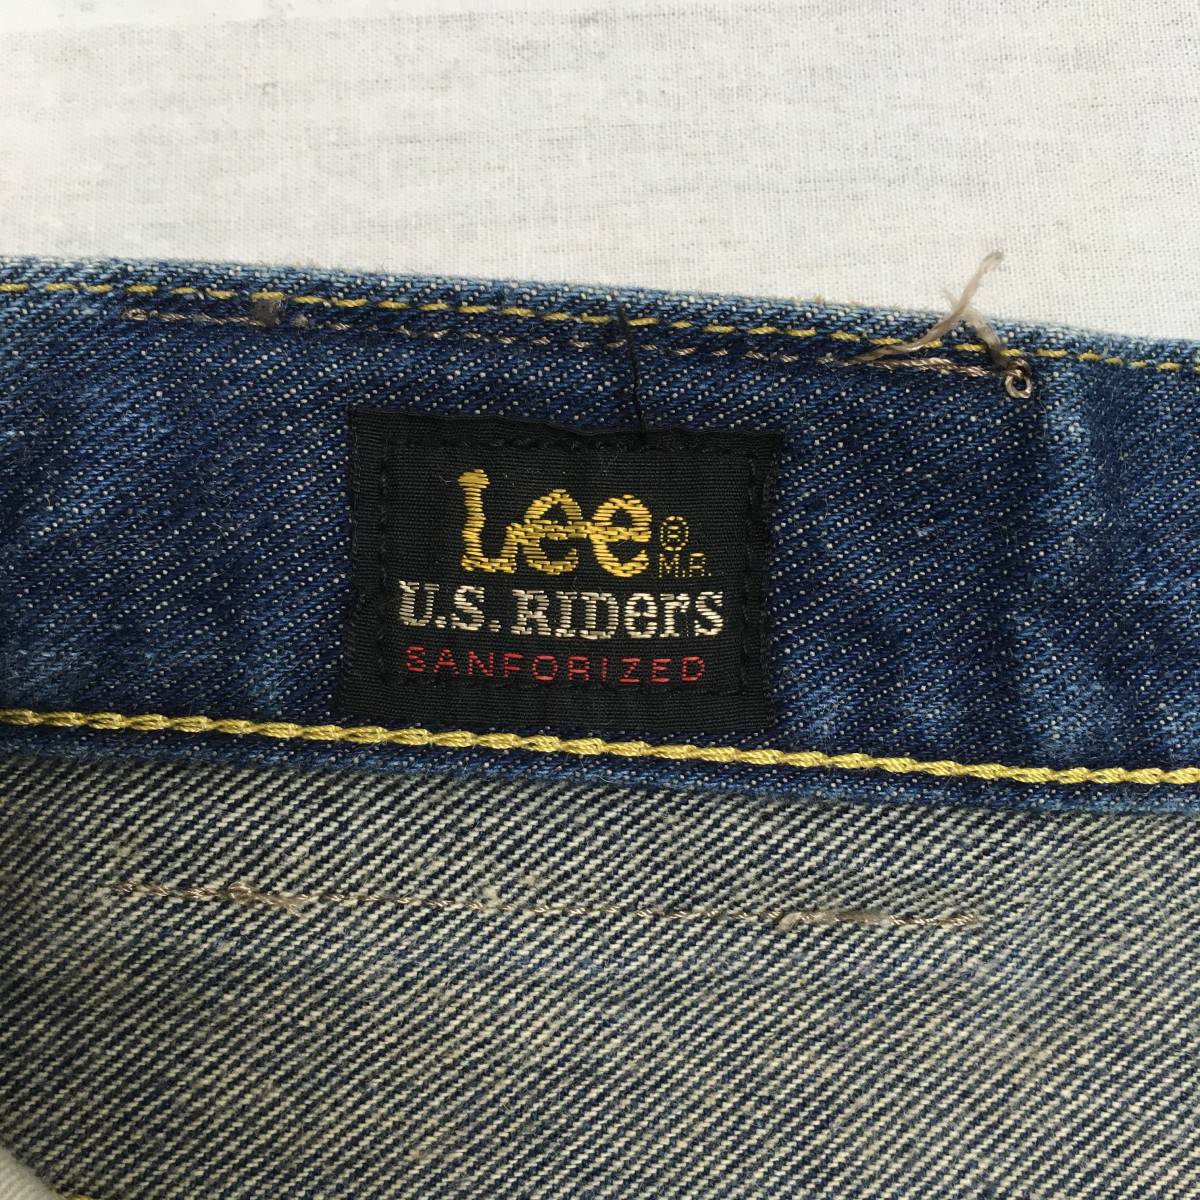 Lee®
M.R.
U.S. RIDerS
SANFORIZED